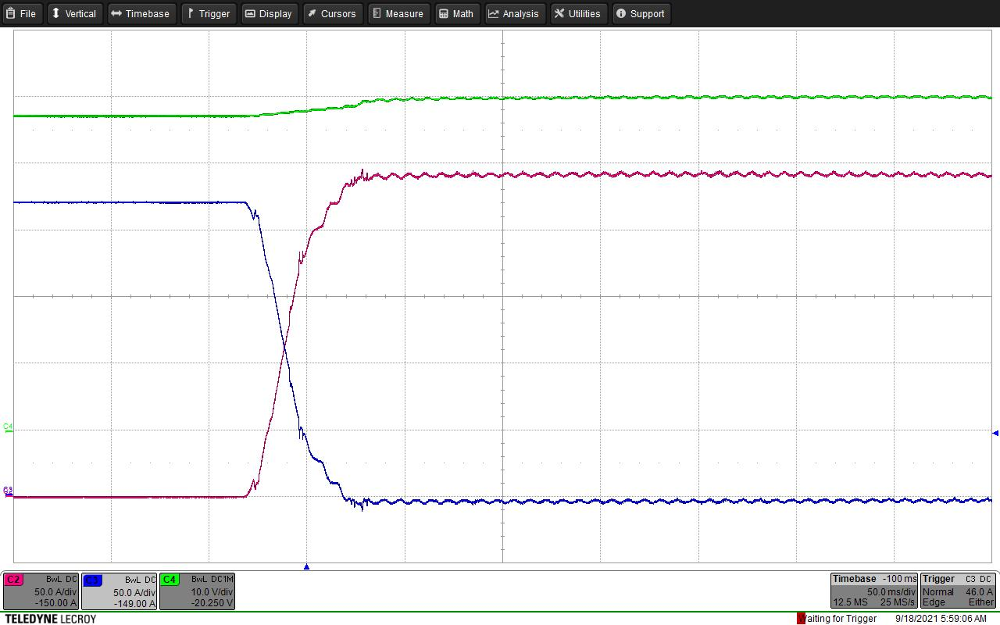 File Vertical Timebase Trigger Display Cursors Measure Math Analysis Utilities Support
C4
C2 BwL DC
50.0 A/div
-150.00 A
C3 BwL DC
50.0 A/div
-149.00 A
C4 BwL DC1M
10.0 V/div
-20.250 V
Timebase -100 ms
50.0 ms/div
12.5 MS 25 MS/s
Trigger C3 DC
Normal 46.0 A
Edge Either
TELEDYNE LECROY
Waiting for Trigger 9/18/2021 5:59:06 AM